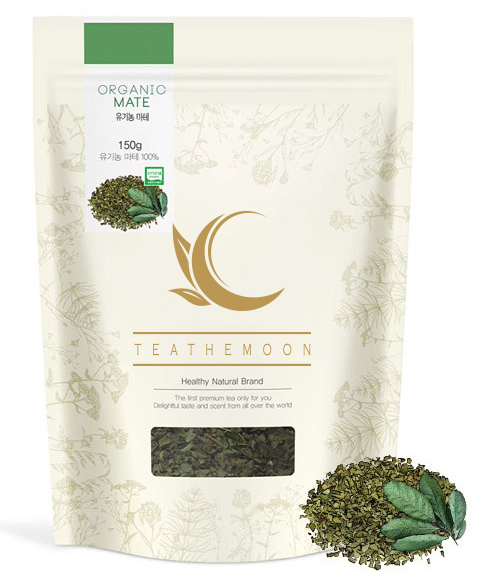 ORGANIC
MATE
유기농 마테
150g
유기농 마테 100%
TEATHEMOON
Healthy Natural Brand
The first premium tea only for you
Delightful taste and scent from all over the world